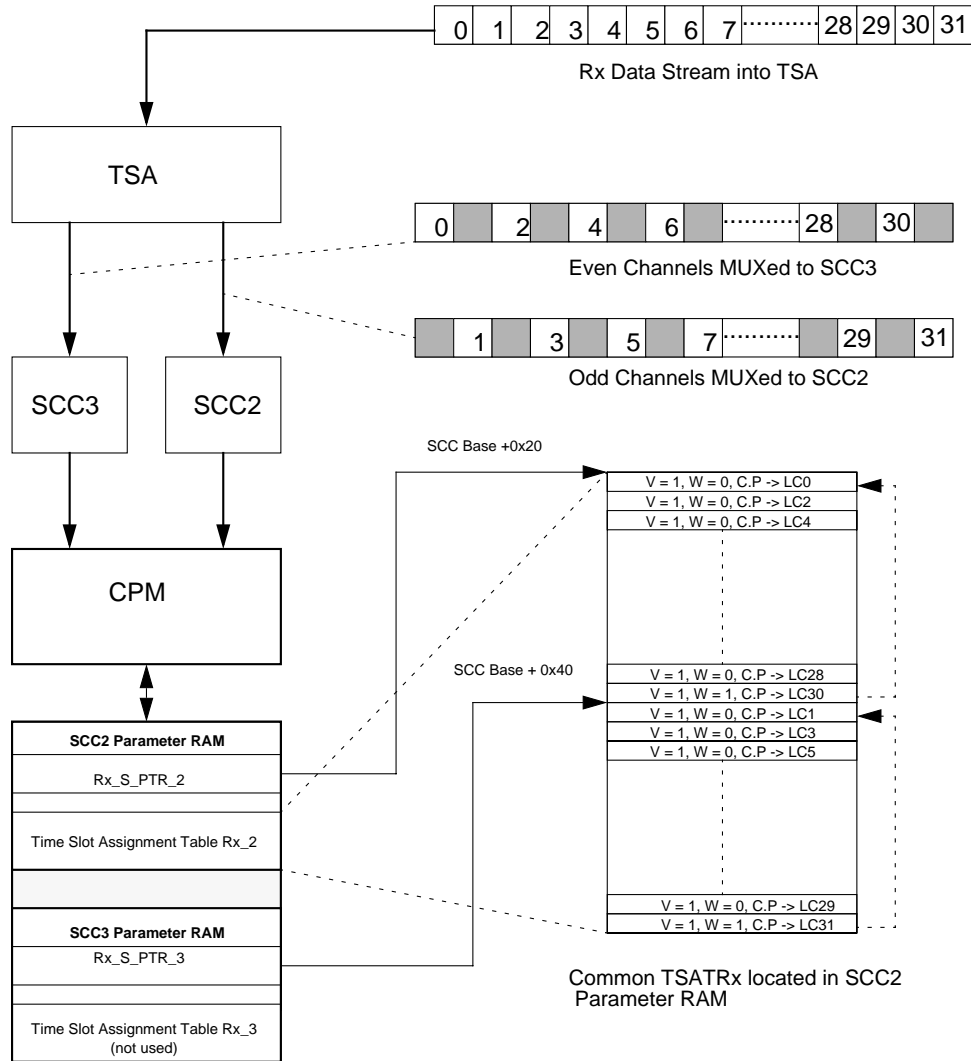 0 1 2 3 4 5 6 7 ........... 28 29 30 31
Rx Data Stream into TSA
TSA
0 2 4 6 ........... 28 30
Even Channels MUXed to SCC3
1 3 5 7 ........... 29 31
Odd Channels MUXed to SCC2
SCC3
SCC2
SCC Base +0x20
V = 1, W = 0, C.P -> LC0
V = 1, W = 0, C.P -> LC2
V = 1, W = 0, C.P -> LC4
CPM
SCC Base + 0x40
V = 1, W = 0, C.P -> LC28
V = 1, W = 1, C.P -> LC30
V = 1, W = 0, C.P -> LC1
V = 1, W = 0, C.P -> LC3
V = 1, W = 0, C.P -> LC5
SCC2 Parameter RAM
Rx_S_PTR_2
Time Slot Assignment Table Rx_2
V = 1, W = 0, C.P -> LC29
V = 1, W = 1, C.P -> LC31
SCC3 Parameter RAM
Rx_S_PTR_3
Time Slot Assignment Table Rx_3
(not used)
Common TSATRx located in SCC2
Parameter RAM